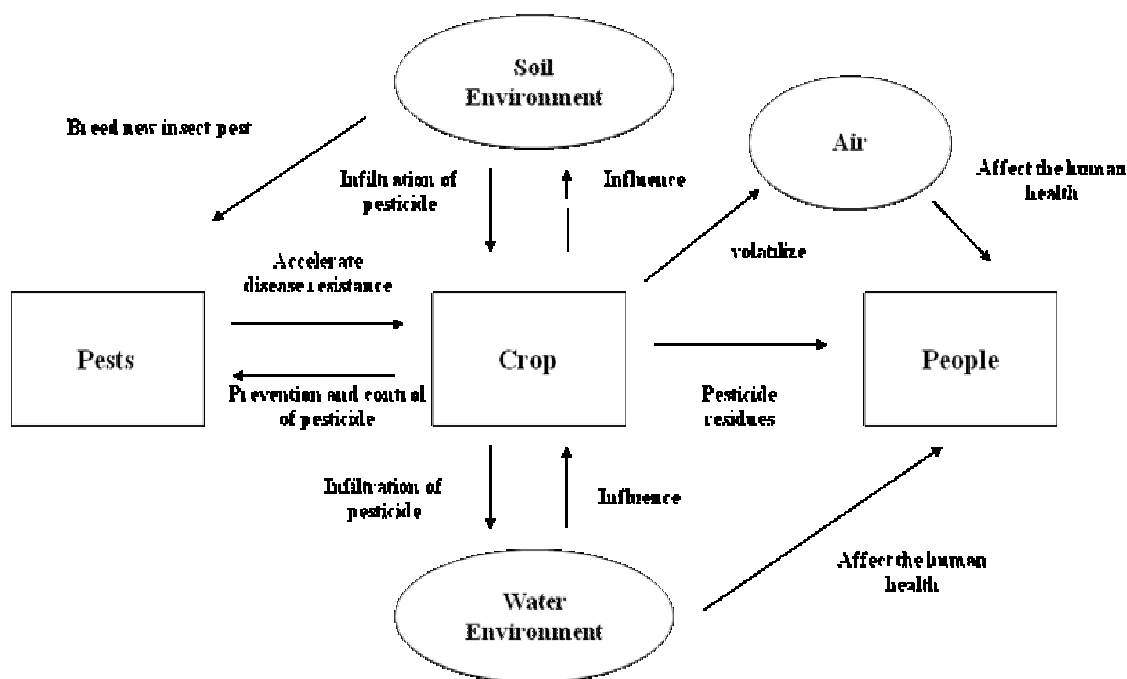 Soil
Environment
Breed new insect pest
Air
Affect the human
health
Infiltration of
pesticide
Influence
volatilize
Accelerate
disease resistance
Pests
Crop
People
Prevention and control
of pesticide
Pesticide
residues
Infiltration of
pesticide
Influence
Affect the human
health
Water
Environment